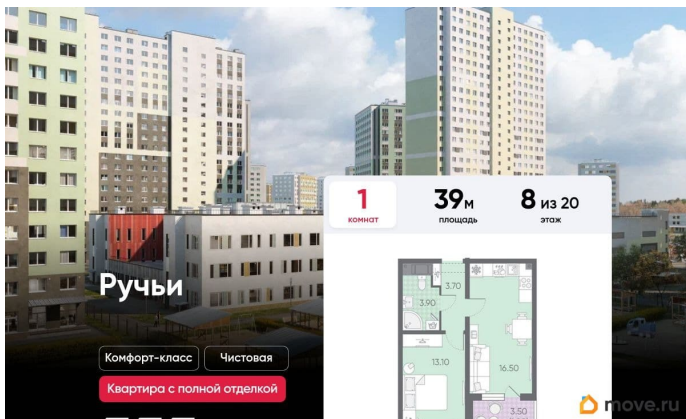 1
комнат
39м
площадь
8 из 20
этаж
Ручьи
3.70
3.90
13.10
16.50
3.50
Комфорт-класс
Чистовая
Квартира с полной отделкой
move.ru